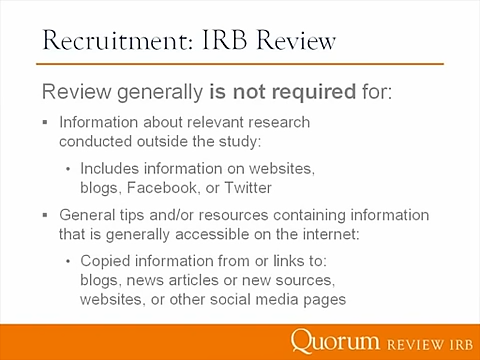 Recruitment: IRB Review
Review generally is not required for:
▪ Information about relevant research
conducted outside the study:
• Includes information on websites,
blogs, Facebook, or Twitter
▪ General tips and/or resources containing information
that is generally accessible on the internet:
• Copied information from or links to:
blogs, news articles or new sources,
websites, or other social media pages
Quorum REVIEW IRB